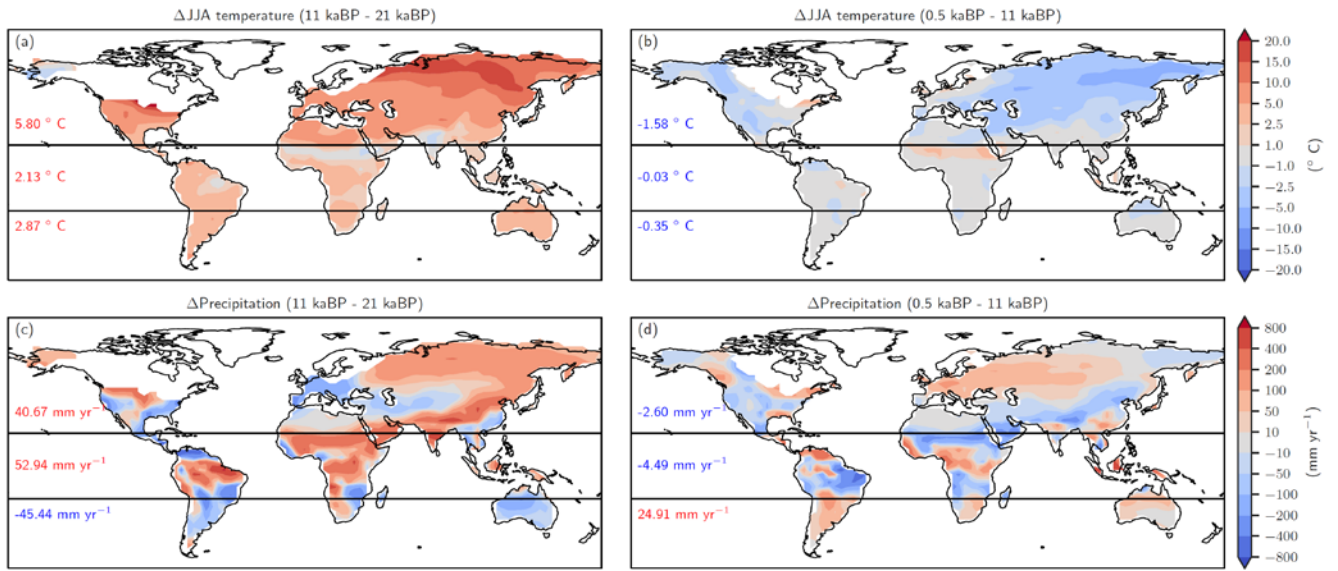 ΔJJA temperature (11 kaBP - 21 kaBP)
(a)
5.80 ° C
2.13 ° C
2.87 ° C
ΔJJA temperature (0.5 kaBP - 11 kaBP)
(b)
-1.58 ° C
-0.03 ° C
-0.35 ° C
20.0
15.0
10.0
5.0
2.5
1.0
−1.0
−2.5
−5.0
−10.0
−15.0
−20.0
(° C)
ΔPrecipitation (11 kaBP - 21 kaBP)
(c)
40.67 mm yr⁻¹
52.94 mm yr⁻¹
-45.44 mm yr⁻¹
ΔPrecipitation (0.5 kaBP - 11 kaBP)
(d)
-2.60 mm yr⁻¹
-4.49 mm yr⁻¹
24.91 mm yr⁻¹
800
400
200
100
50
10
−10
−50
−100
−200
−400
−800
(mm yr⁻¹)